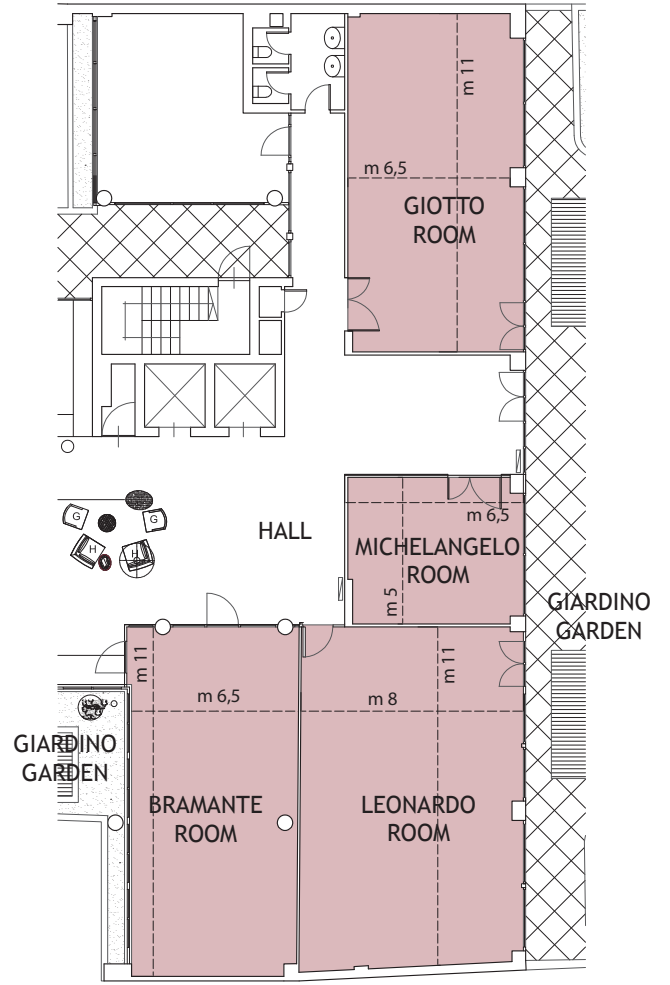 m 11
m 6,5
GIOTTO
ROOM
G
G
H
H
HALL
m 6,5
MICHELANGELO
ROOM
m 5
GIARDINO
GARDEN
m 11
m 6,5
m 11
m 8
GIARDINO
GARDEN
BRAMANTE
ROOM
LEONARDO
ROOM